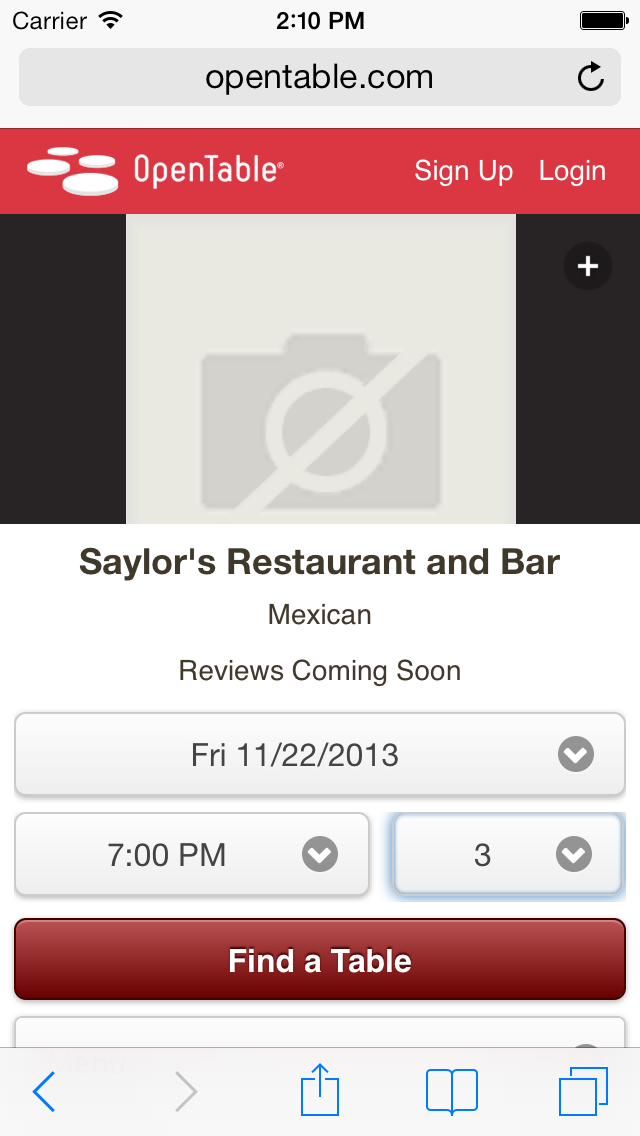 Carrier 2:10 PM
opentable.com
OpenTable® Sign Up Login
Saylor's Restaurant and Bar
Mexican
Reviews Coming Soon
Fri 11/22/2013
7:00 PM 3
Find a Table
Menu